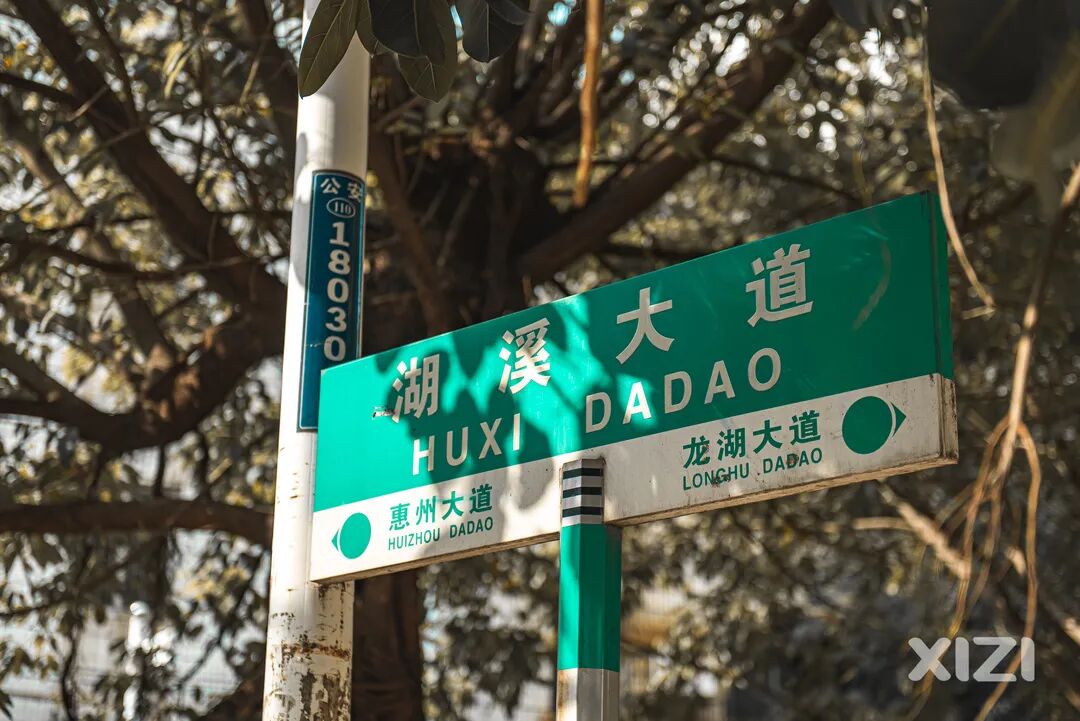 公安
110
18030
湖溪大道
HUXI DADAO
惠州大道
HUIZHOU DADAO
龙湖大道
LONGHU DADAO
XIZI